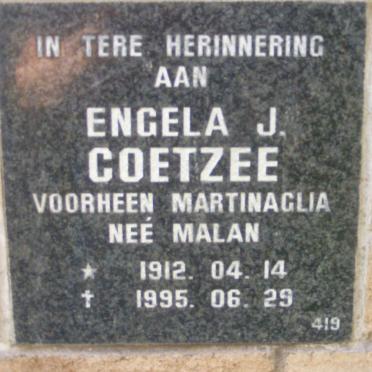 IN TERE HERINNERING
AAN
ENGELA J.
COETZEE
VOORHEEN MARTINAGLIA
NEÉ MALAN
★ 1912. 04. 14
✝ 1995. 06. 29
419